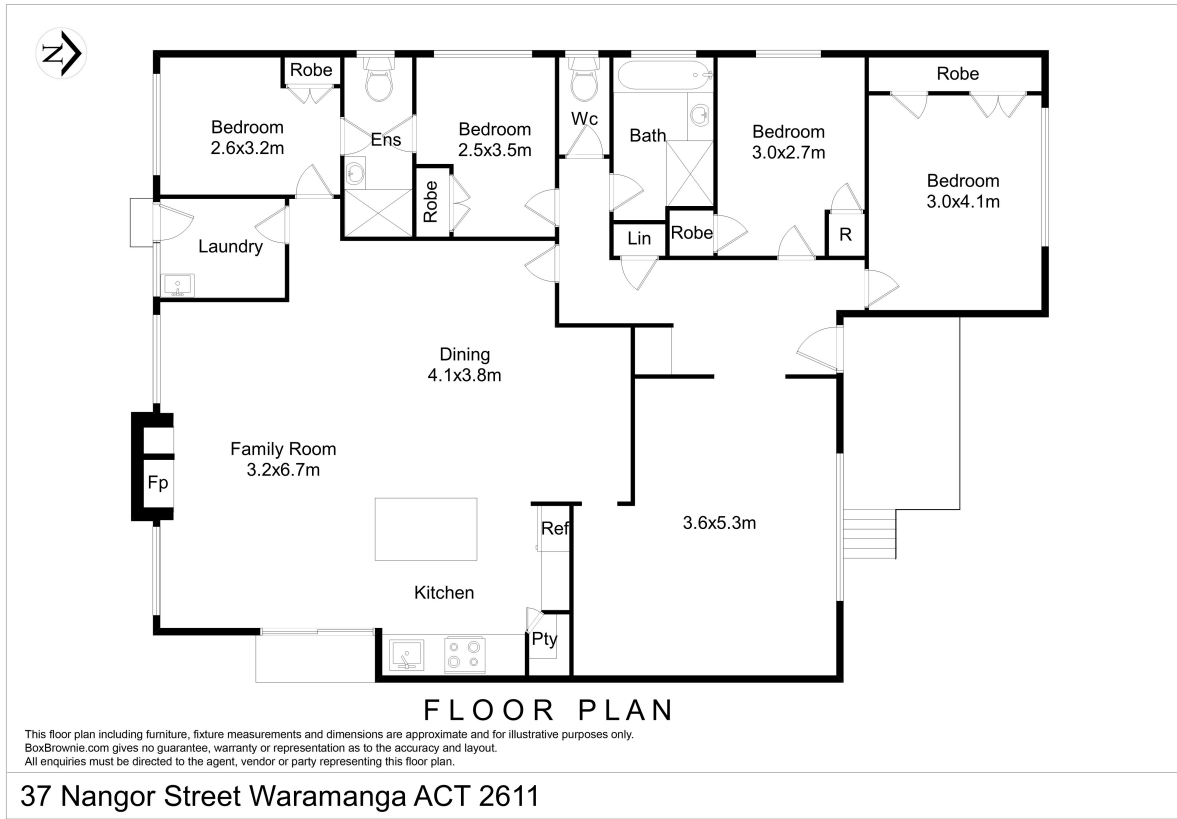 N
Robe
Robe
Bedroom
2.6x3.2m
Ens
Bedroom
2.5x3.5m
Wc
Bath
Bedroom
3.0x2.7m
Bedroom
3.0x4.1m
Robe
Laundry
Lin
Robe
R
Dining
4.1x3.8m
Family Room
3.2x6.7m
Fp
Ref
3.6x5.3m
Kitchen
Pty
FLOOR PLAN
This floor plan including furniture, fixture measurements and dimensions are approximate and for illustrative purposes only.
BoxBrownie.com gives no guarantee, warranty or representation as to the accuracy and layout.
All enquiries must be directed to the agent, vendor or party representing this floor plan.
37 Nangor Street Waramanga ACT 2611